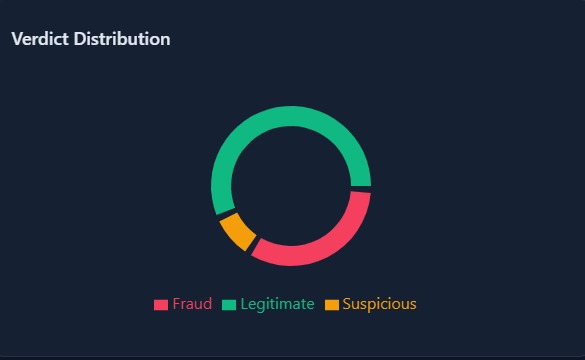 Verdict Distribution
Fraud Legitimate Suspicious